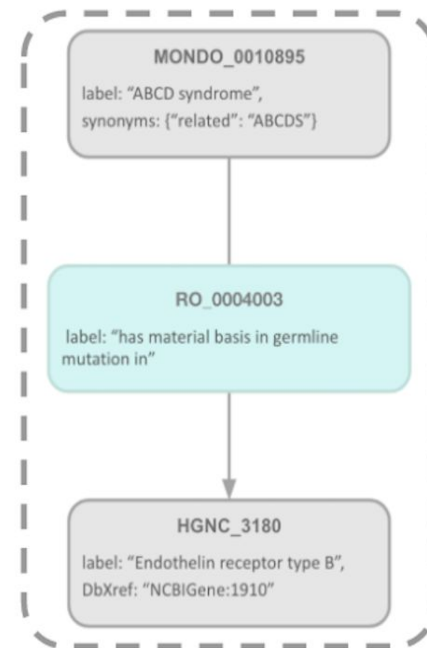 MONDO_0010895
label: “ABCD syndrome”,
synonyms: {“related”: “ABCDS”}
RO_0004003
label: “has material basis in germline
mutation in”
HGNC_3180
label: “Endothelin receptor type B”,
DbXref: “NCBIGene:1910”